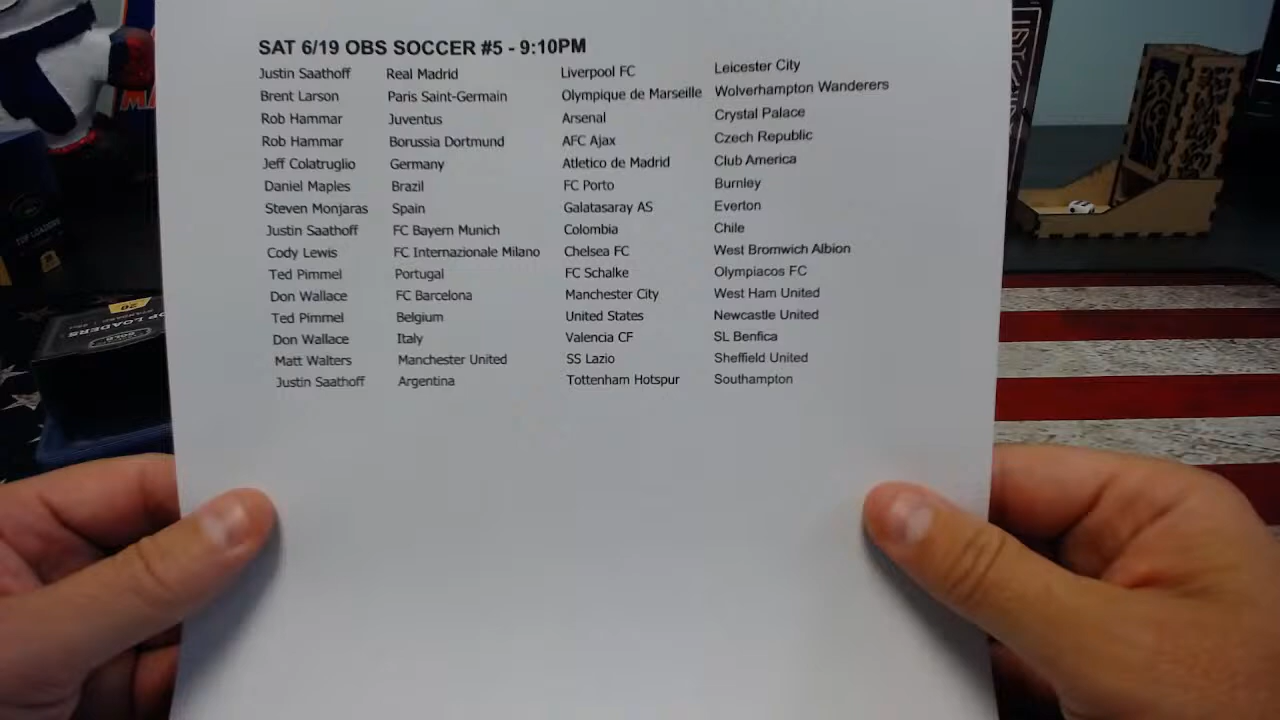 SAT 6/19 OBS SOCCER #5 - 9:10PM
Justin Saathoff Real Madrid Liverpool FC Leicester City
Brent Larson Paris Saint-Germain Olympique de Marseille Wolverhampton Wanderers
Rob Hammar Juventus Arsenal Crystal Palace
Rob Hammar Borussia Dortmund AFC Ajax Czech Republic
Jeff Colatruglio Germany Atletico de Madrid Club America
Daniel Maples Brazil FC Porto Burnley
Steven Monjaras Spain Galatasaray AS Everton
Justin Saathoff FC Bayern Munich Colombia Chile
Cody Lewis FC Internazionale Milano Chelsea FC West Bromwich Albion
Ted Pimmel Portugal FC Schalke Olympiacos FC
Don Wallace FC Barcelona Manchester City West Ham United
Ted Pimmel Belgium United States Newcastle United
Don Wallace Italy Valencia CF SL Benfica
Matt Walters Manchester United SS Lazio Sheffield United
Justin Saathoff Argentina Tottenham Hotspur Southampton
TOP LOADERS